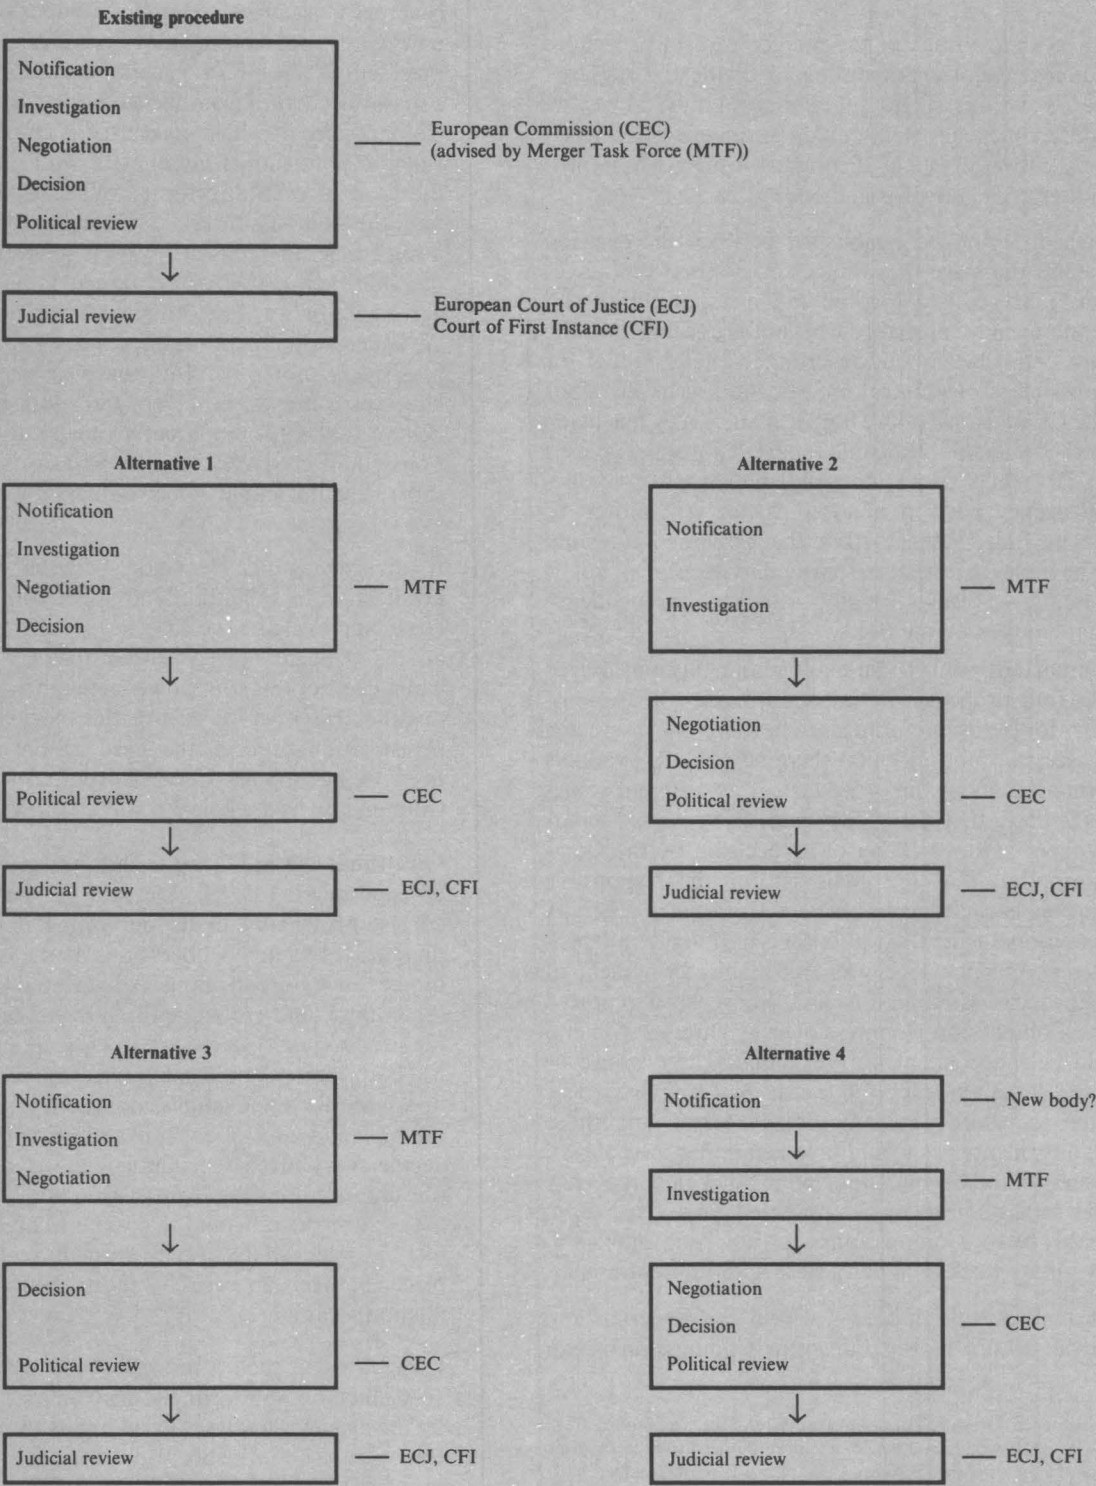 Existing procedure
Notification
Investigation
Negotiation
Decision
Political review
European Commission (CEC)
(advised by Merger Task Force (MTF))
Judicial review
European Court of Justice (ECJ)
Court of First Instance (CFI)
Alternative 1
Notification
Investigation
Negotiation
Decision
MTF
Political review
CEC
Judicial review
ECJ, CFI
Alternative 2
Notification
Investigation
MTF
Negotiation
Decision
Political review
CEC
Judicial review
ECJ, CFI
Alternative 3
Notification
Investigation
Negotiation
MTF
Decision
Political review
CEC
Judicial review
ECJ, CFI
Alternative 4
Notification
New body?
Investigation
MTF
Negotiation
Decision
Political review
CEC
Judicial review
ECJ, CFI